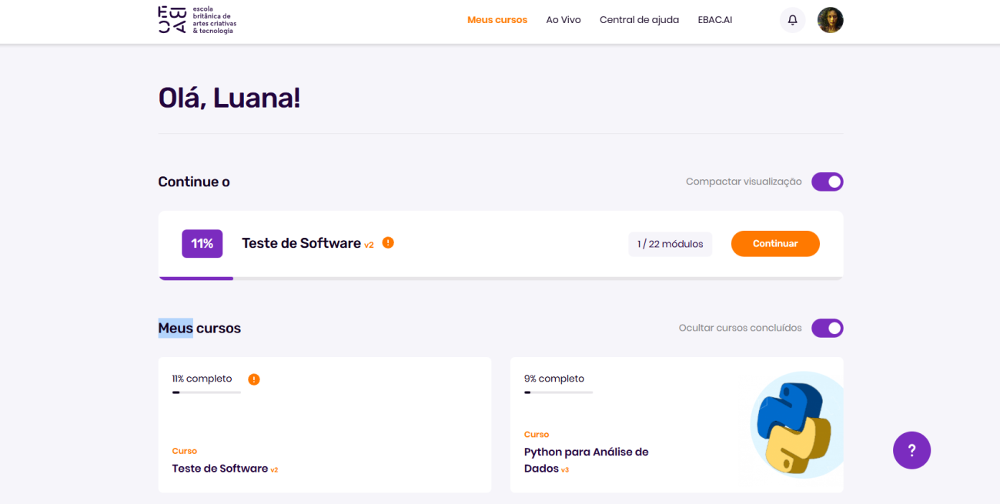 EBAC
escola
britânica de
artes criativas
& tecnologia
Meus cursos
Ao Vivo
Central de ajuda
EBAC.AI
Olá, Luana!
Continue o
Compactar visualização
11%
Teste de Software v2
!
1 / 22 módulos
Continuar
Meus cursos
Ocultar cursos concluídos
11% completo
!
Curso
Teste de Software v2
9% completo
Curso
Python para Análise de
Dados v3
?